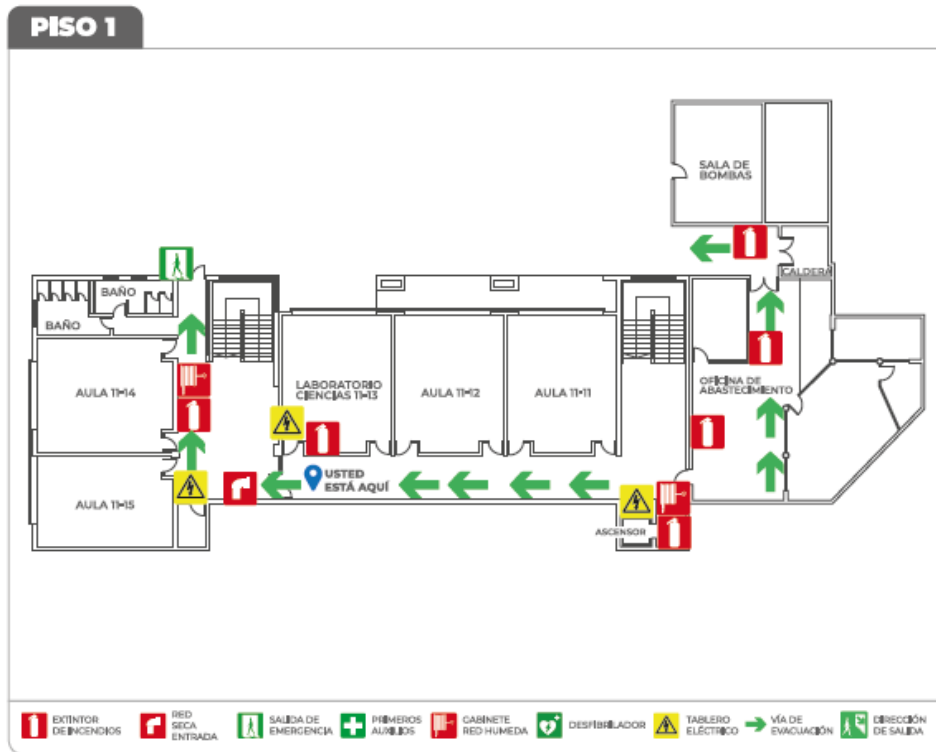 PISO 1
SALA DE
BOMBAS
CALDERA
BAÑO
BAÑO
AULA 11-14
LABORATORIO
CIENCIAS 11-13
AULA 11-12
AULA 11-11
OFICINA DE
ABASTECIMIENTO
USTED
ESTÁ AQUÍ
AULA 11-15
ASCENSOR
EXTINTOR
DE INCENDIOS
RED
SECA
ENTRADA
SALIDA DE
EMERGENCIA
PRIMEROS
AUXILIOS
CABINETE
RED HUMEDA
DESFIBRILADOR
TABLERO
ELÉCTRICO
VÍA DE
EVACUACIÓN
DIRECCIÓN
DE SALIDA